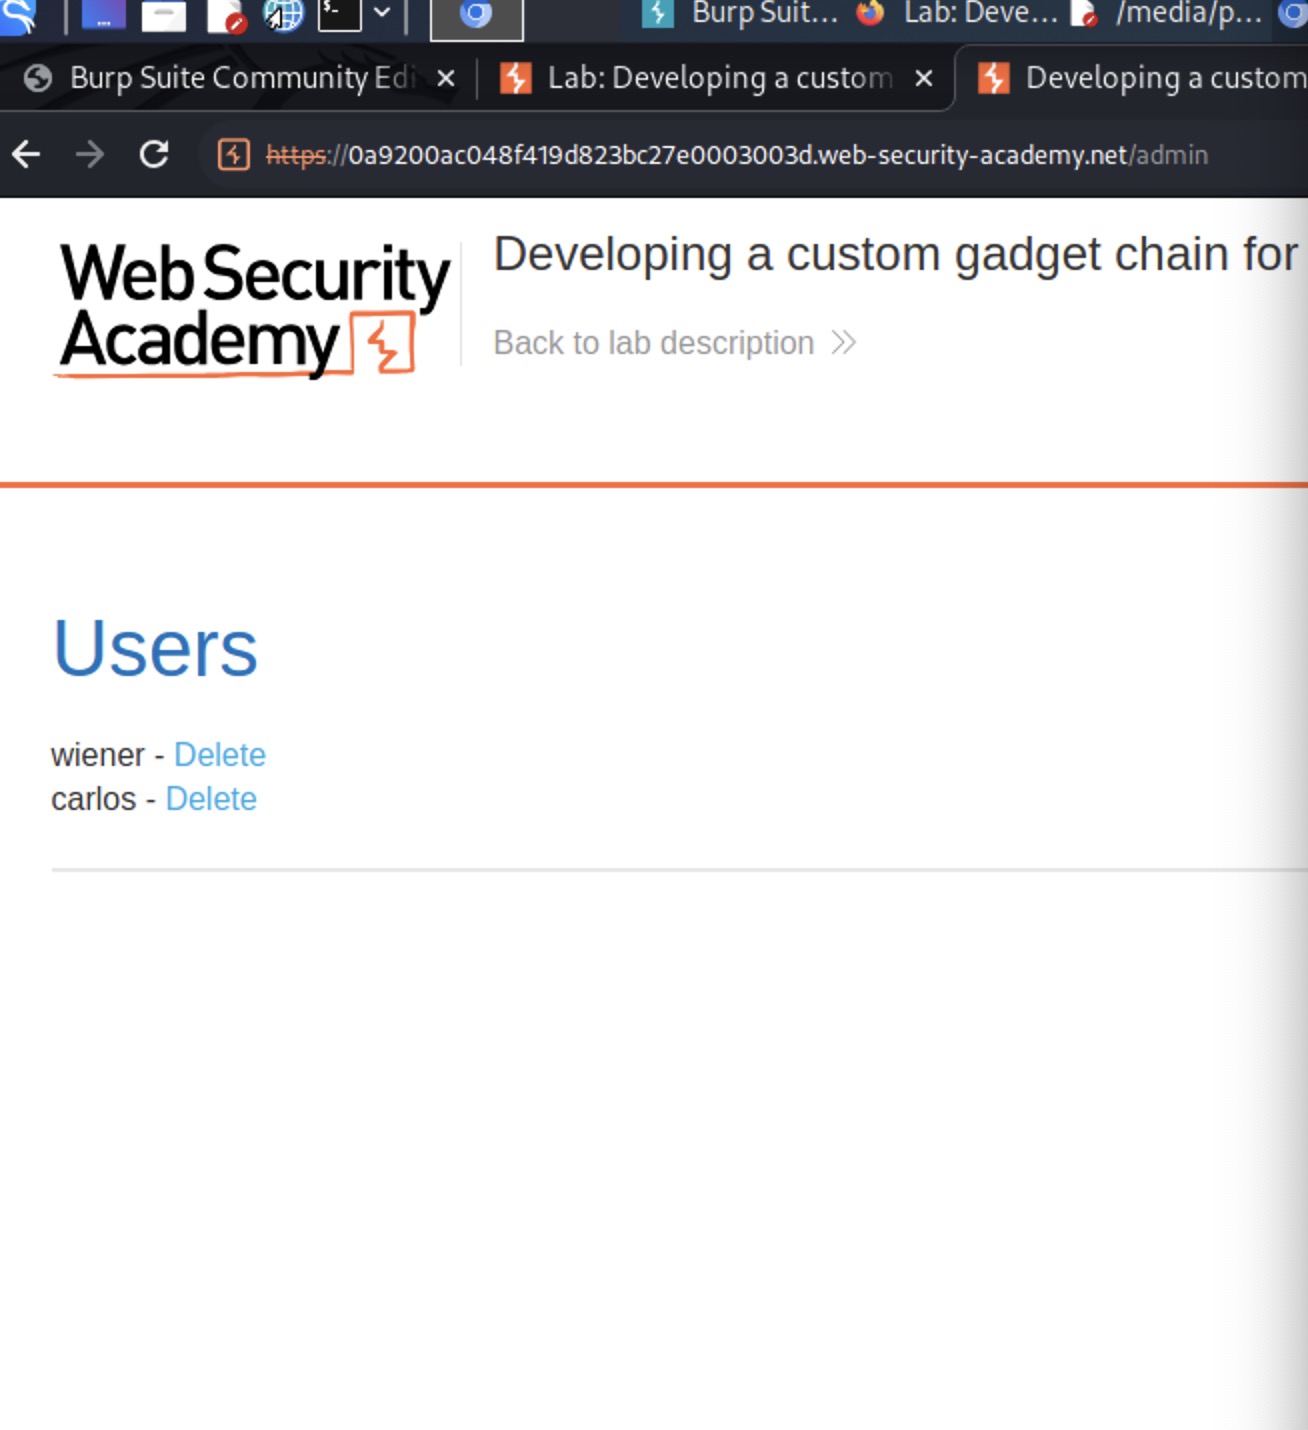 Burp Suit... Lab: Deve... /media/p...
Burp Suite Community Edi Lab: Developing a custom Developing a custom
https://0a9200ac048f419d823bc27e0003003d.web-security-academy.net/admin
Web Security
Academy
Developing a custom gadget chain for
Back to lab description
Users
wiener - Delete
carlos - Delete